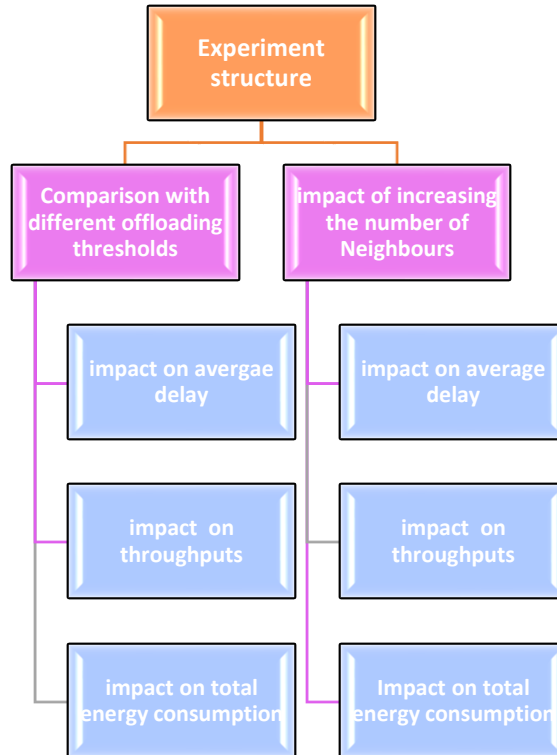 Experiment
structure
Comparison with
different offloading
thresholds
impact of increasing
the number of
Neighbours
impact on avergae
delay
impact on average
delay
impact on
throughputs
impact on
throughputs
impact on total
energy consumption
Impact on total
energy consumption